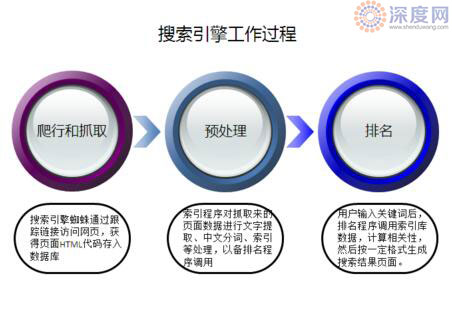 深度网
www.shenduwang.com
搜索引擎工作过程
爬行和抓取
预处理
排名
搜索引擎蜘蛛通过跟
踪链接访问网页，获
得页面HTML代码存入
数据库
索引程序对抓取来的
页面数据进行文字提
取、中文分词、索引
等处理，以备排名程
序调用
用户输入关键词后，
排名程序调用索引库
数据，计算相关性，
然后按一定格式生成
搜索结果页面。